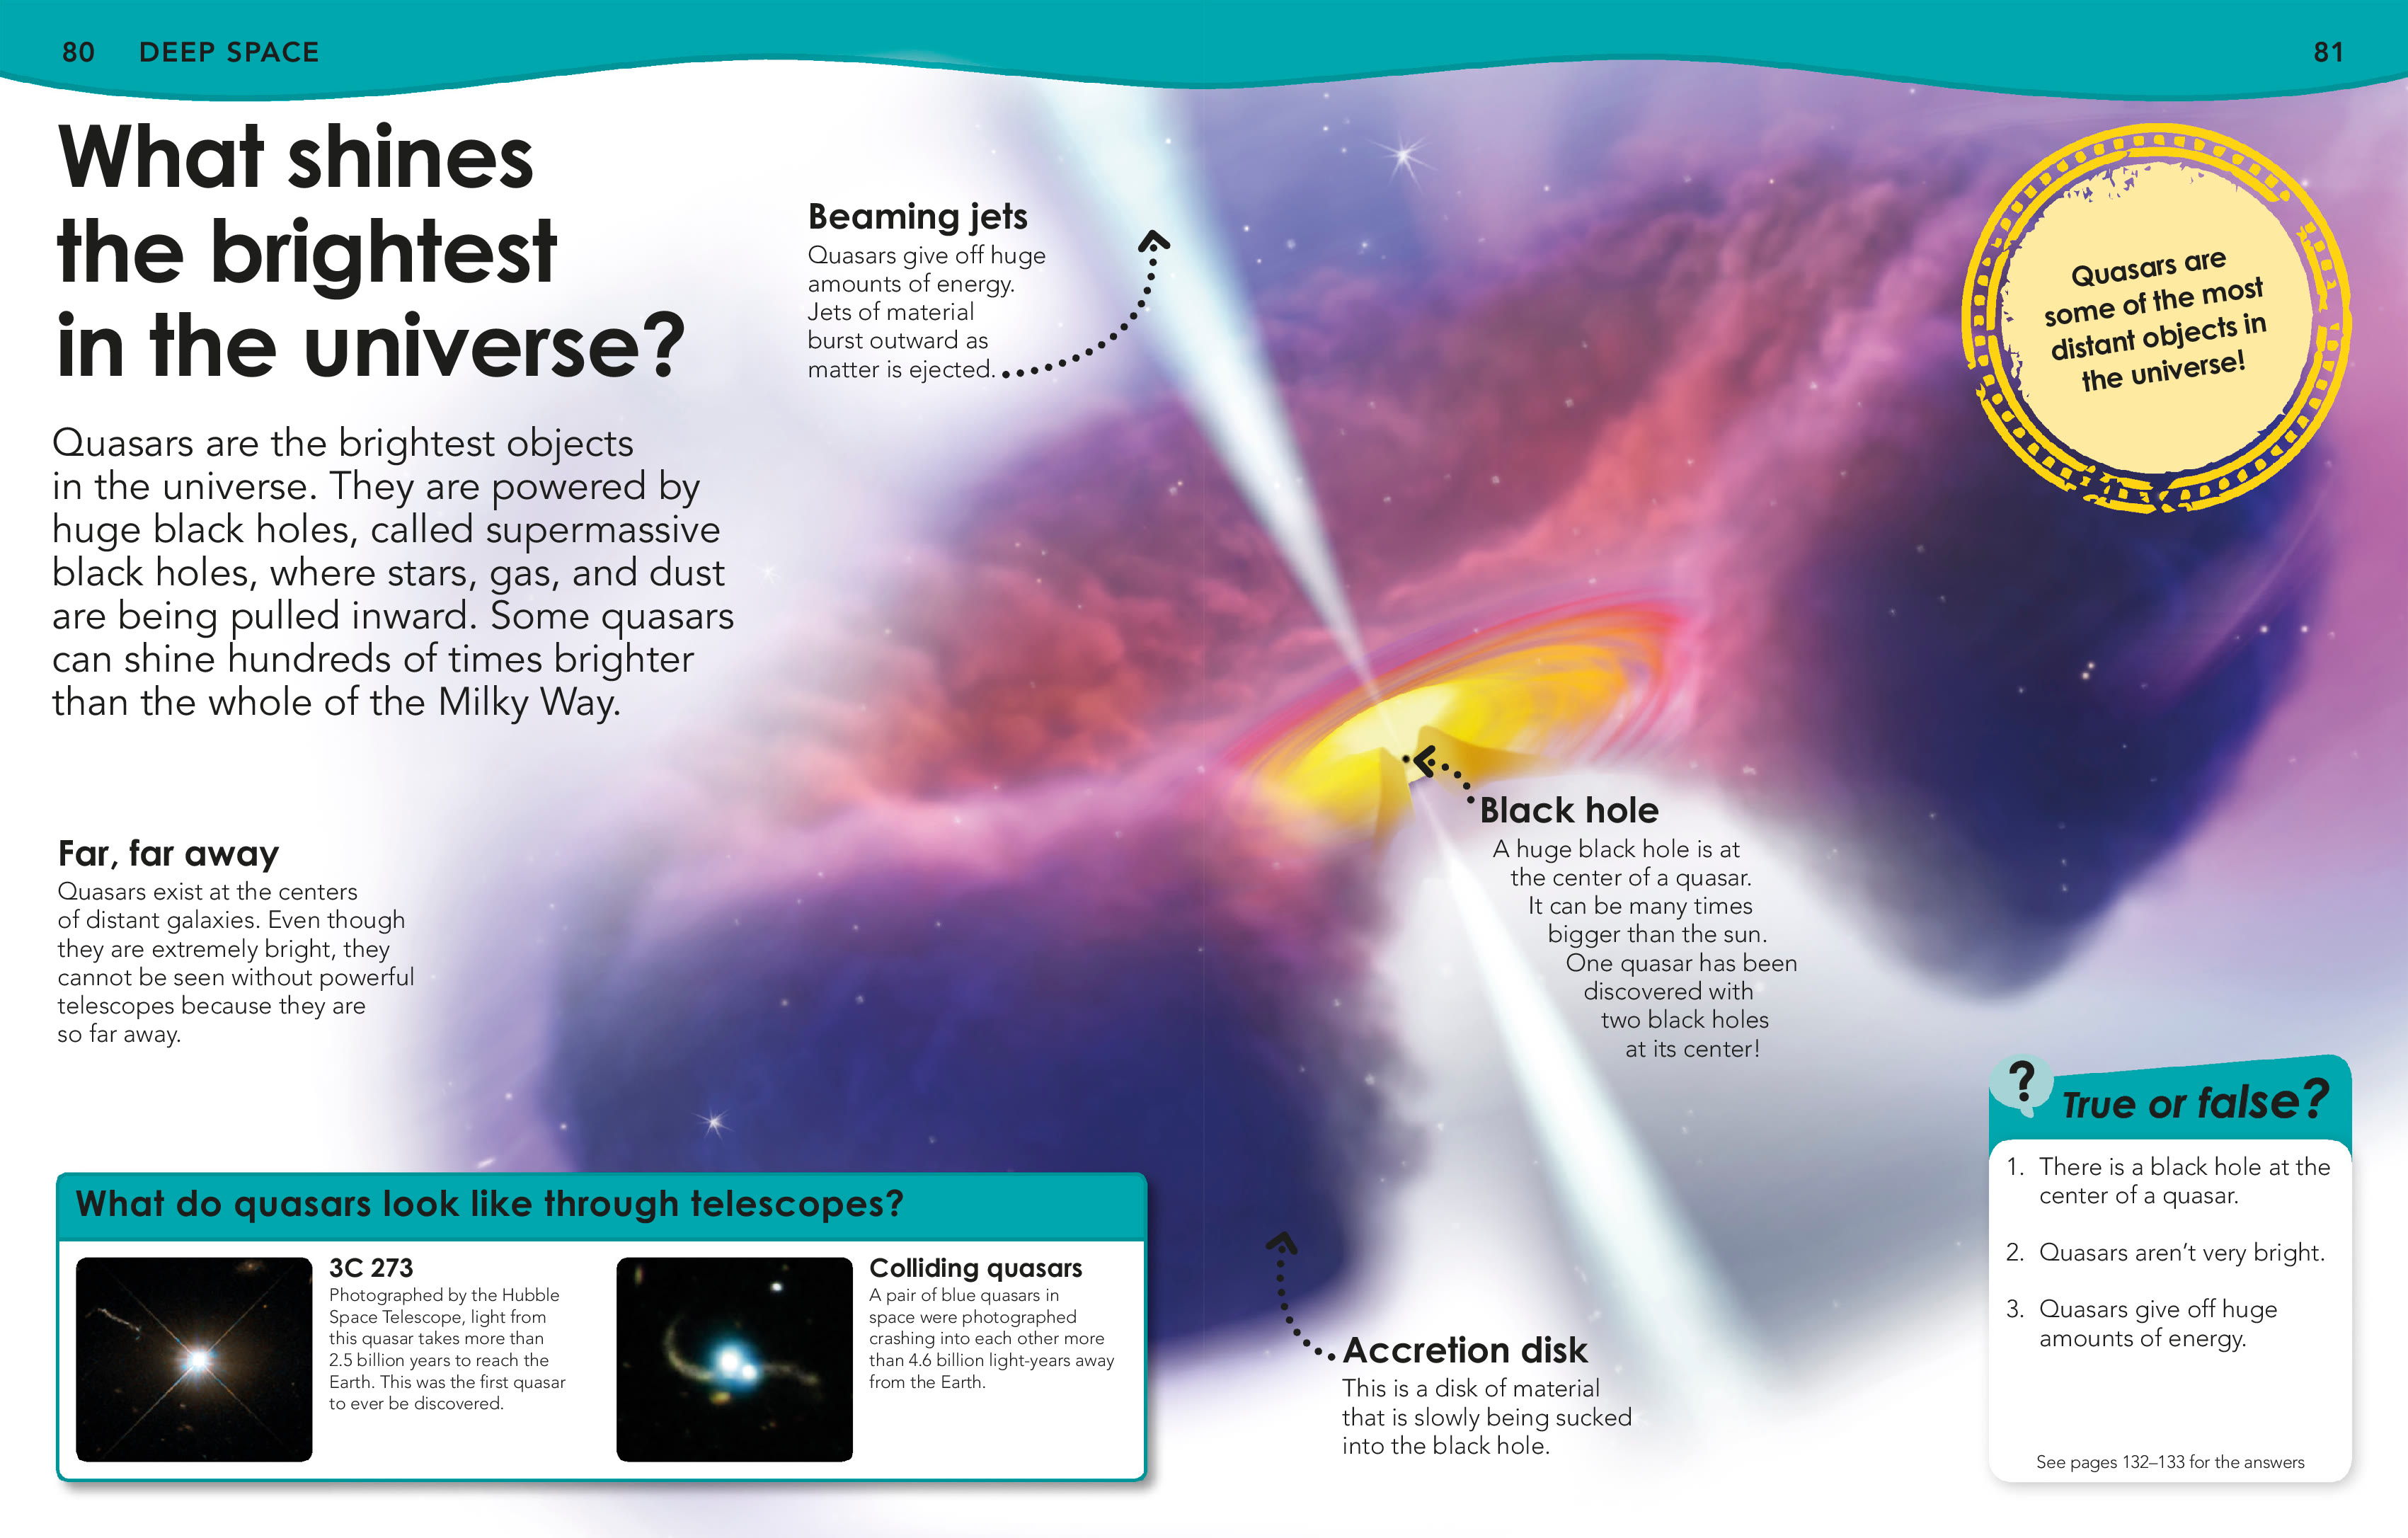 80 DEEP SPACE
81
What shines
the brightest
in the universe?
Quasars are the brightest objects
in the universe. They are powered by
huge black holes, called supermassive
black holes, where stars, gas, and dust
are being pulled inward. Some quasars
can shine hundreds of times brighter
than the whole of the Milky Way.
Beaming jets
Quasars give off huge
amounts of energy.
Jets of material
burst outward as
matter is ejected.
Quasars are
some of the most
distant objects in
the universe!
Far, far away
Quasars exist at the centers
of distant galaxies. Even though
they are extremely bright, they
cannot be seen without powerful
telescopes because they are
so far away.
Black hole
A huge black hole is at
the center of a quasar.
It can be many times
bigger than the sun.
One quasar has been
discovered with
two black holes
at its center!
What do quasars look like through telescopes?
3C 273
Photographed by the Hubble
Space Telescope, light from
this quasar takes more than
2.5 billion years to reach the
Earth. This was the first quasar
to ever be discovered.
Colliding quasars
A pair of blue quasars in
space were photographed
crashing into each other more
than 4.6 billion light-years away
from the Earth.
Accretion disk
This is a disk of material
that is slowly being sucked
into the black hole.
? True or false?
1. There is a black hole at the
center of a quasar.
2. Quasars aren't very bright.
3. Quasars give off huge
amounts of energy.
See pages 132–133 for the answers